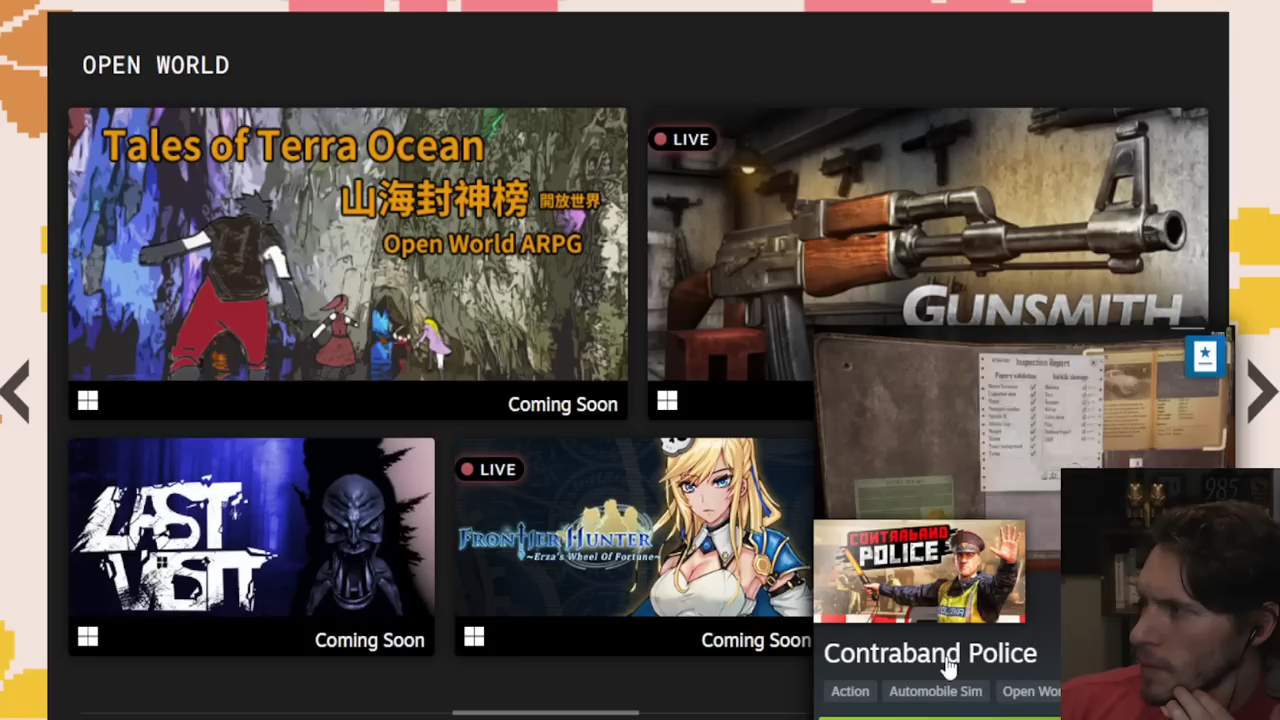 OPEN WORLD
Tales of Terra Ocean
山海封神榜 開放世界
Open World ARPG
Coming Soon
LIVE
GUNSMITH
Inspection Report
LAST VISIT
Coming Soon
LIVE
FRONTIER HUNTER
~Erza's Wheel Of Fortune~
Coming Soon
985
CONTRABAND
POLICE
Contraband Police
Action
Automobile Sim
Open Wor